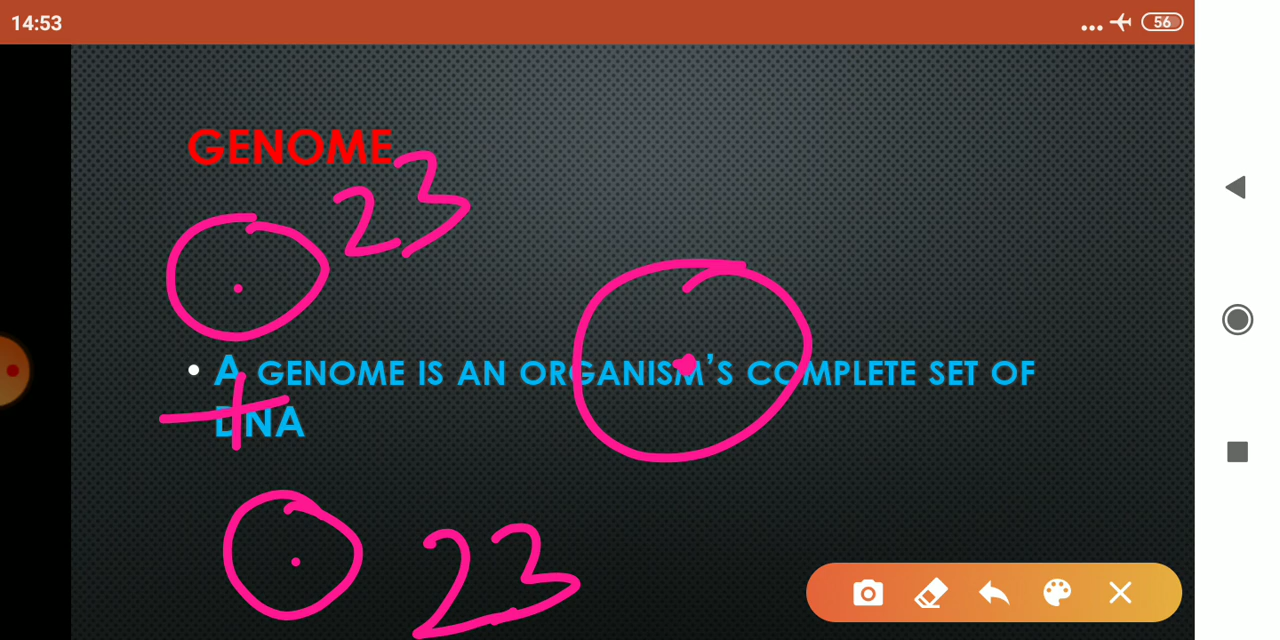 14:53
56
GENOME
23
• A GENOME IS AN ORGANISM'S COMPLETE SET OF
DNA
23